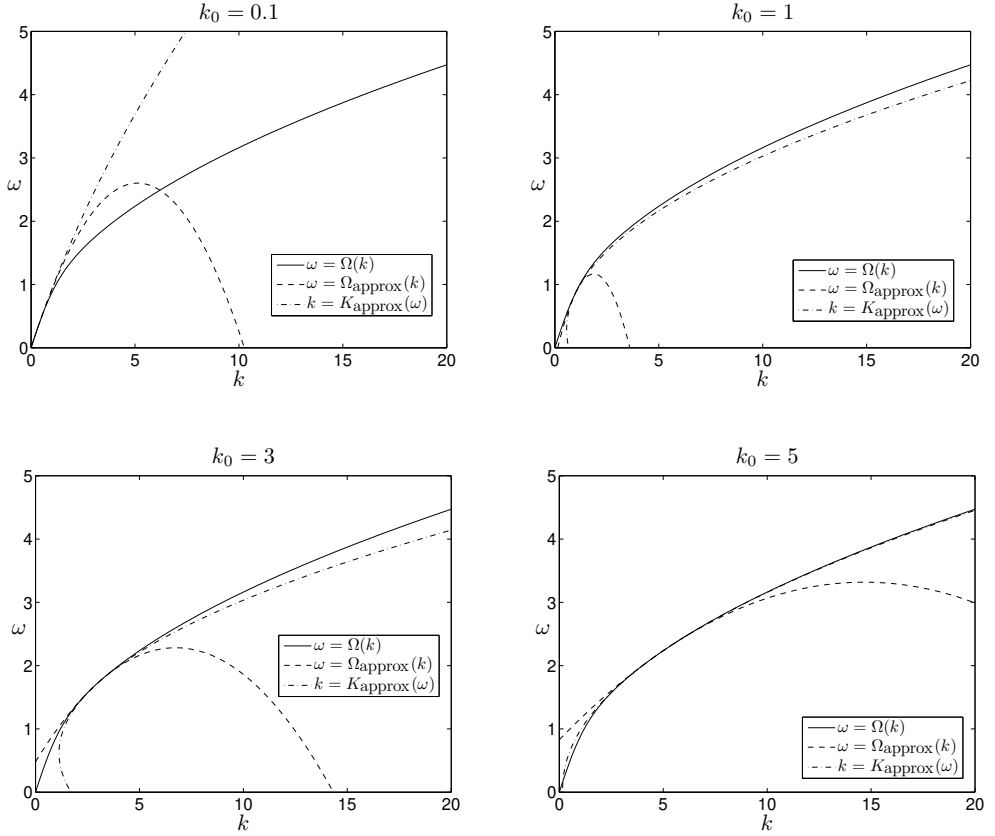 k₀ = 0.1
5
4
3
ω
2
1
0
0 5 10 15 20
k
ω = Ω(k)
ω = Ωapprox(k)
k = Kapprox(ω)
k₀ = 1
5
4
3
ω
2
1
0
0 5 10 15 20
k
ω = Ω(k)
ω = Ωapprox(k)
k = Kapprox(ω)
k₀ = 3
5
4
3
ω
2
1
0
0 5 10 15 20
k
ω = Ω(k)
ω = Ωapprox(k)
k = Kapprox(ω)
k₀ = 5
5
4
3
ω
2
1
0
0 5 10 15 20
k
ω = Ω(k)
ω = Ωapprox(k)
k = Kapprox(ω)